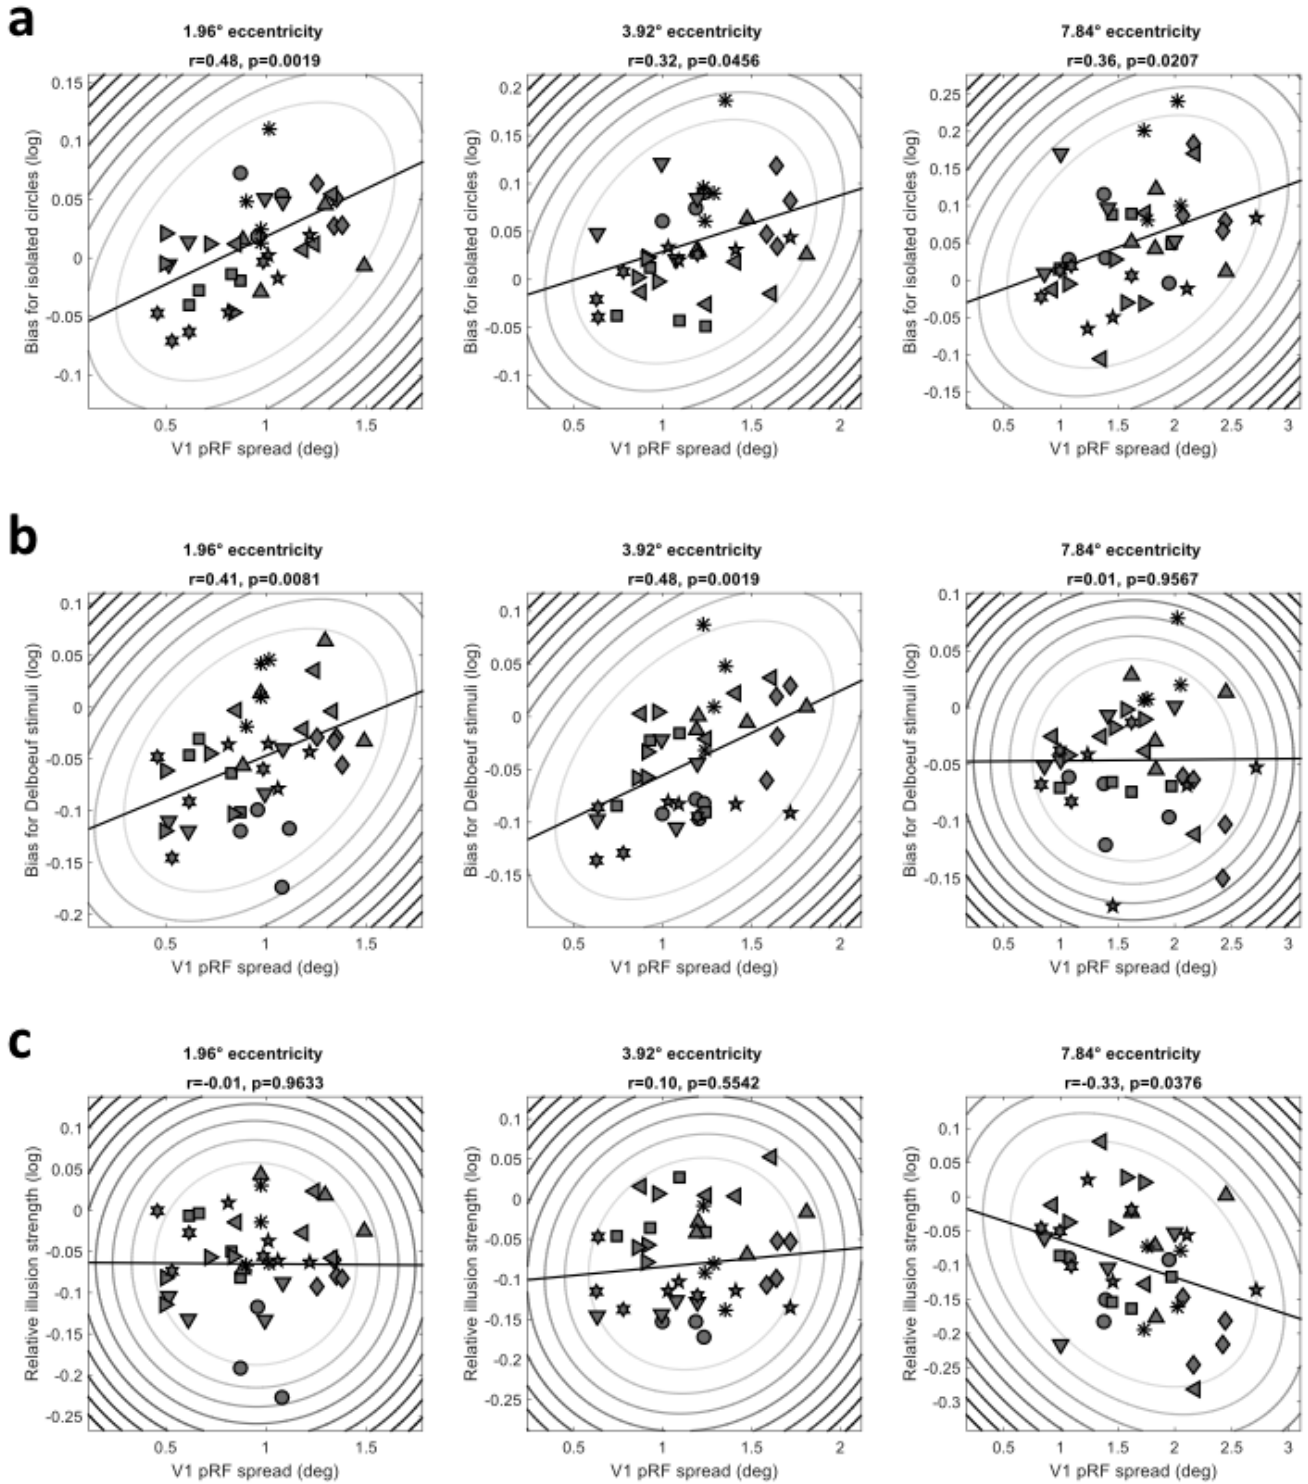 a
1.96° eccentricity
r=0.48, p=0.0019
0.15
0.1
0.05
0
-0.05
-0.1
Bias for isolated circles (log)
0.5
1
1.5
V1 pRF spread (deg)
3.92° eccentricity
r=0.32, p=0.0456
0.2
0.15
0.1
0.05
0
-0.05
-0.1
Bias for isolated circles (log)
0.5
1
1.5
2
V1 pRF spread (deg)
7.84° eccentricity
r=0.36, p=0.0207
0.25
0.2
0.15
0.1
0.05
0
-0.05
-0.1
-0.15
Bias for isolated circles (log)
0.5
1
1.5
2
2.5
3
V1 pRF spread (deg)
b
1.96° eccentricity
r=0.41, p=0.0081
0.1
0.05
0
-0.05
-0.1
-0.15
-0.2
Bias for Delboeuf stimuli (log)
0.5
1
1.5
V1 pRF spread (deg)
3.92° eccentricity
r=0.48, p=0.0019
0.1
0.05
0
-0.05
-0.1
-0.15
Bias for Delboeuf stimuli (log)
0.5
1
1.5
2
V1 pRF spread (deg)
7.84° eccentricity
r=0.01, p=0.9567
0.1
0.05
0
-0.05
-0.1
-0.15
Bias for Delboeuf stimuli (log)
0.5
1
1.5
2
2.5
3
V1 pRF spread (deg)
c
1.96° eccentricity
r=-0.01, p=0.9633
0.1
0.05
0
-0.05
-0.1
-0.15
-0.2
-0.25
Relative illusion strength (log)
0.5
1
1.5
V1 pRF spread (deg)
3.92° eccentricity
r=0.10, p=0.5542
0.1
0.05
0
-0.05
-0.1
-0.15
-0.2
-0.25
Relative illusion strength (log)
0.5
1
1.5
2
V1 pRF spread (deg)
7.84° eccentricity
r=-0.33, p=0.0376
0.1
0.05
0
-0.05
-0.1
-0.15
-0.2
-0.25
-0.3
Relative illusion strength (log)
0.5
1
1.5
2
2.5
3
V1 pRF spread (deg)